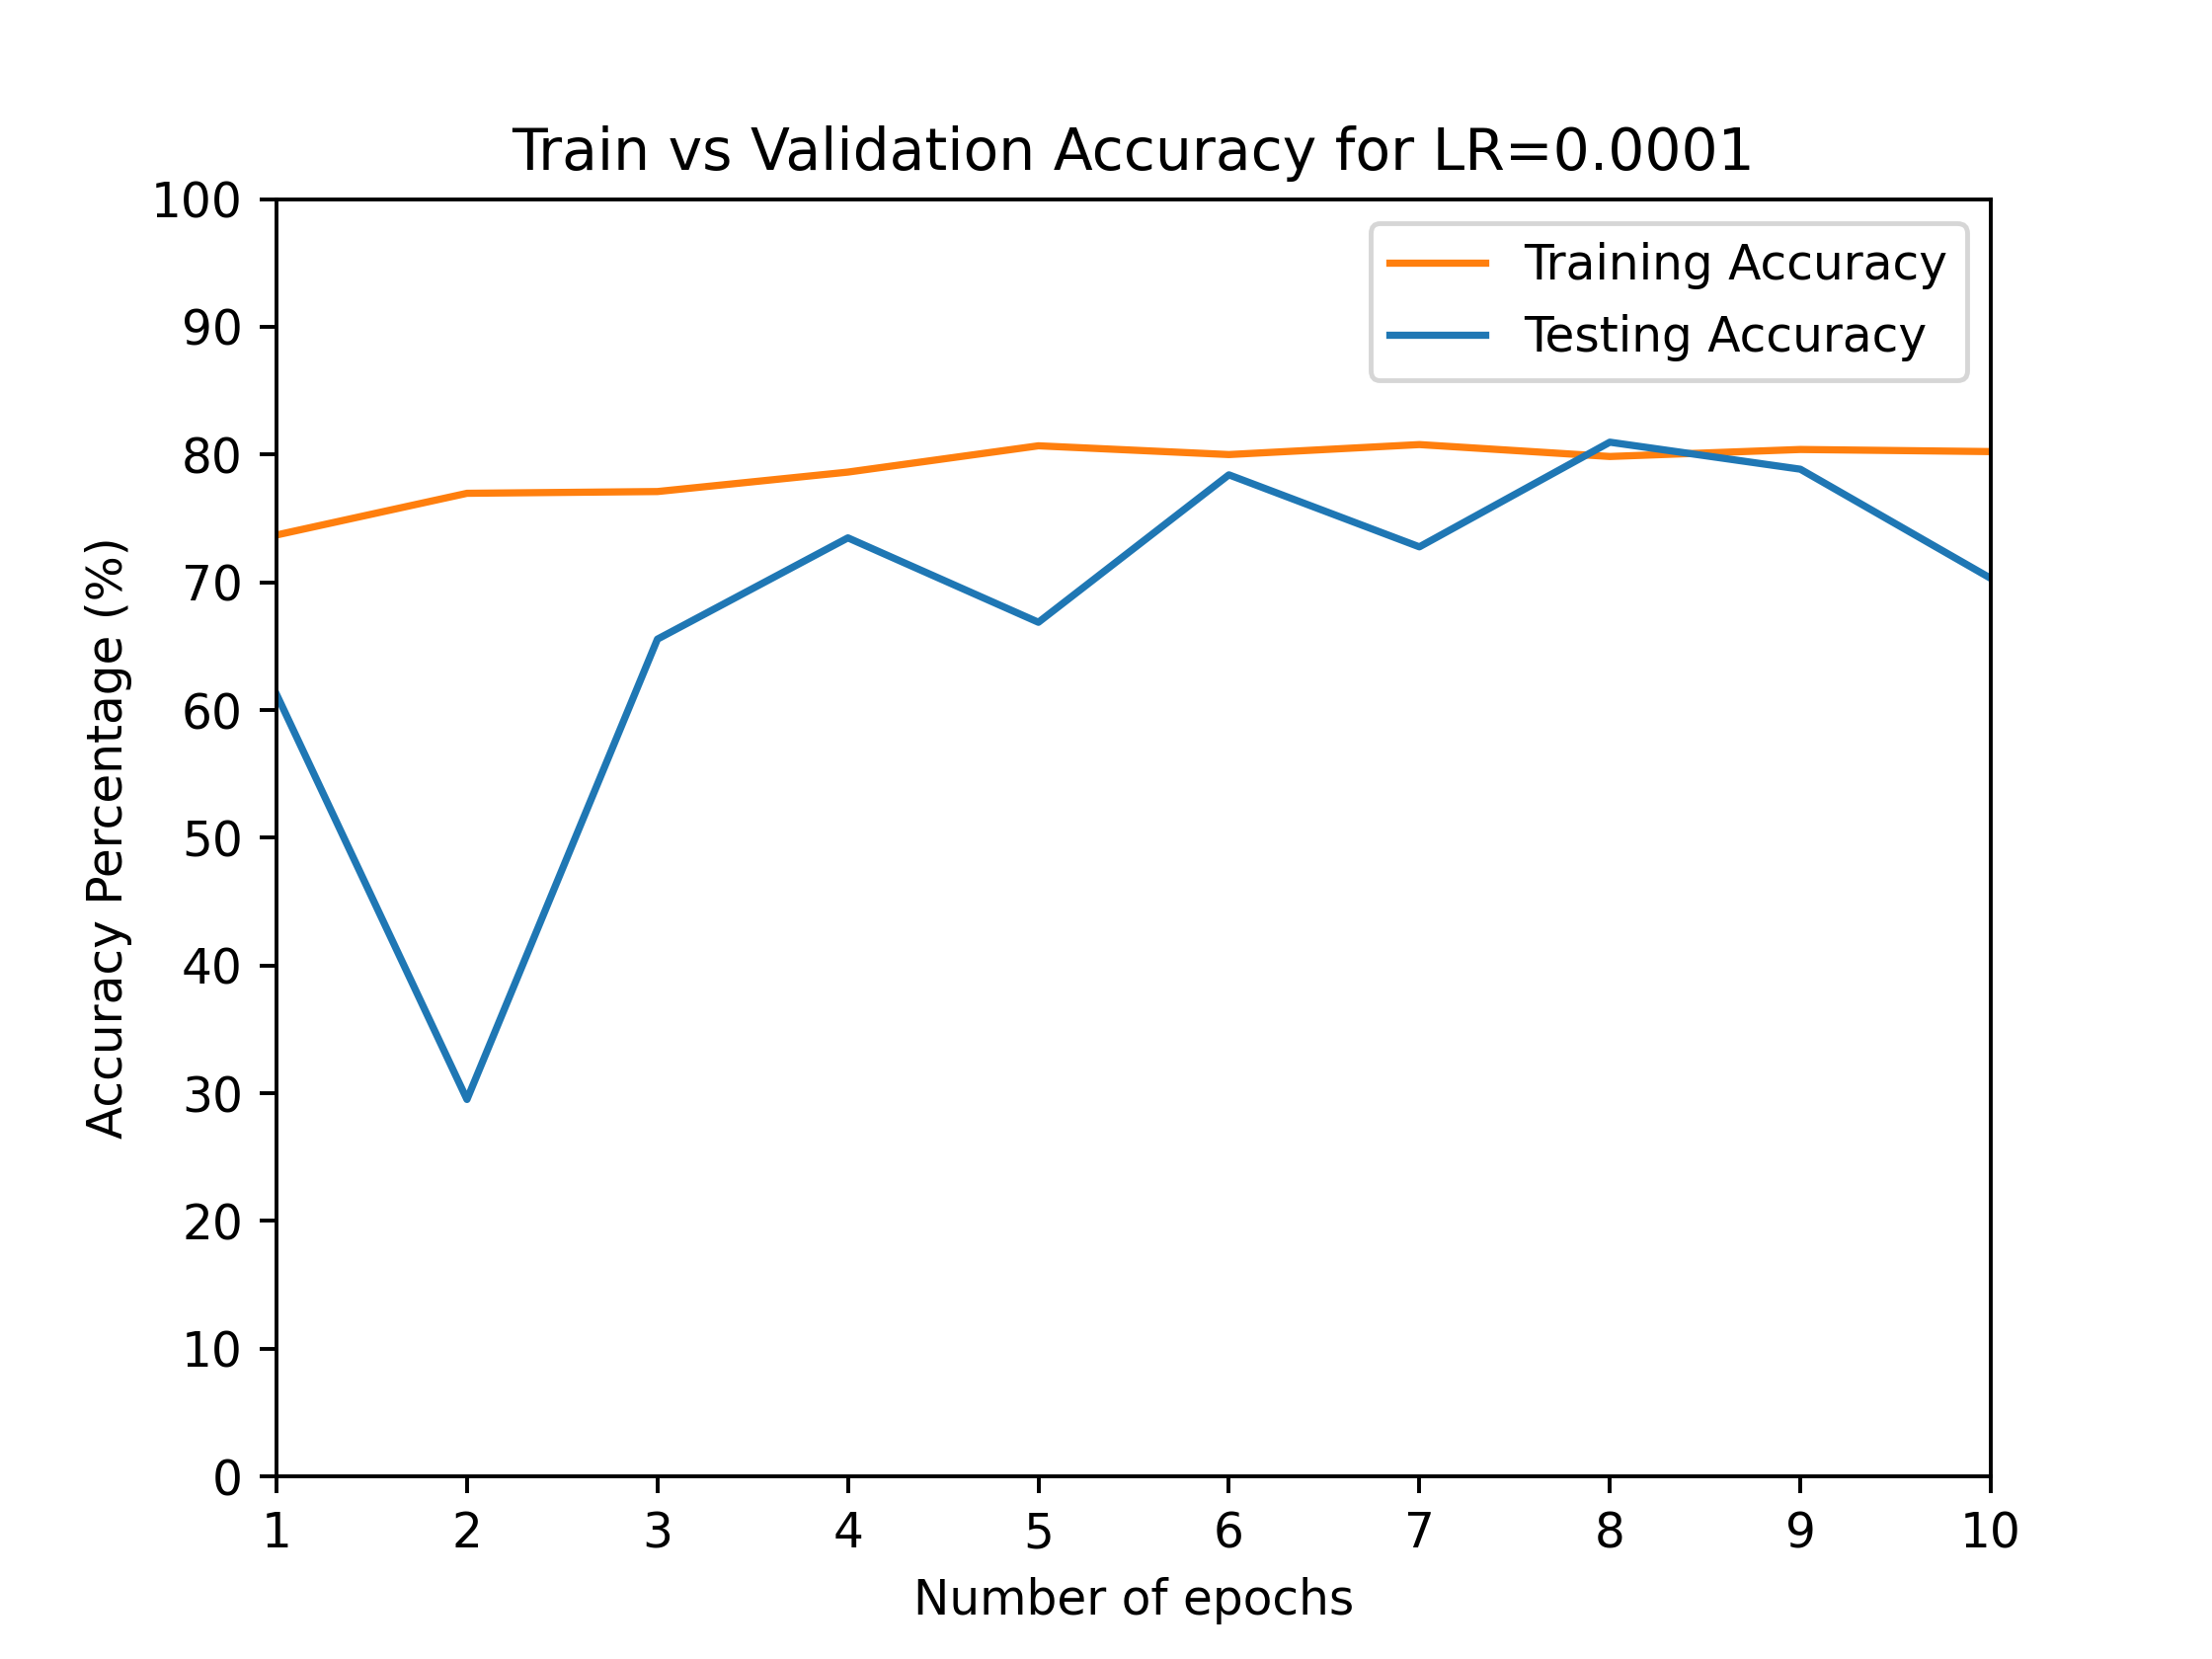 Train vs Validation Accuracy for LR=0.0001
Training Accuracy
Testing Accuracy
Accuracy Percentage (%)
100
90
80
70
60
50
40
30
20
10
0
1 2 3 4 5 6 7 8 9 10
Number of epochs